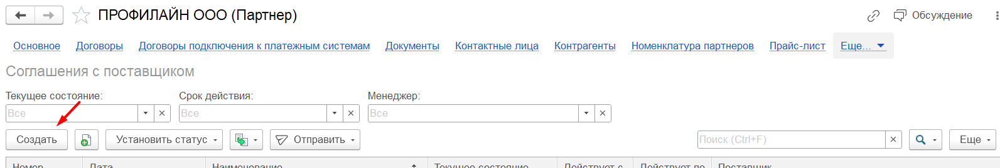 ПРОФИЛАЙН ООО (Партнер)
Обсуждение
Основное Договоры Договоры подключения к платежным системам Документы Контактные лица Контрагенты Номенклатура партнеров Прайс-лист Еще...
Соглашения с поставщиком
Текущее состояние: Срок действия: Менеджер:
Все Все Все
Создать Установить статус Отправить Поиск (Ctrl+F) Еще
Номер Дата Наименование Текущее состояние Действует с Действует по Поставщик